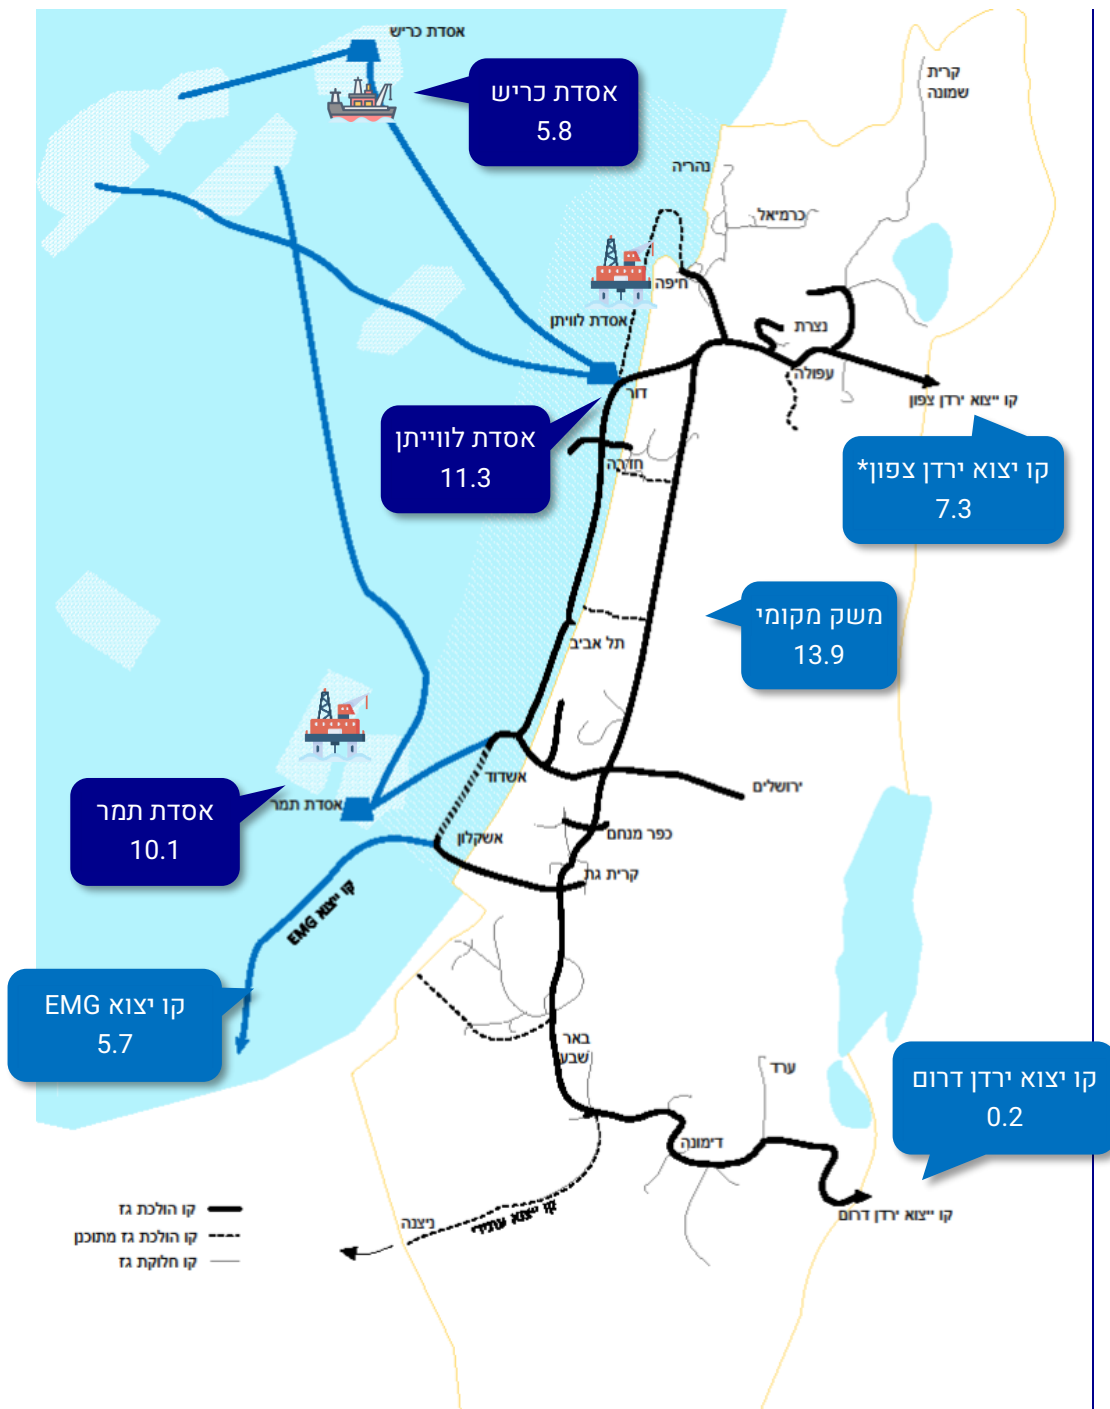 אסדת כריש
אסדת כריש
5.8
קרית
שמונה
נהריה
כרמיאל
חיפה
אסדת לוויתן
נצרת
עפולה
דור
קו ייצוא ירדן צפון
אסדת לווייתן
11.3
קו יצוא ירדן צפון*
7.3
חדרה
משק מקומי
13.9
תל אביב
אשדוד
ירושלים
אסדת תמר
אסדת תמר
10.1
כפר מנחם
אשקלון
קרית גת
קו ייצוא EMG
קו יצוא EMG
5.7
באר
שבע
ערד
קו יצוא ירדן דרום
0.2
דימונה
קו ייצוא ירדן דרום
קו ייצוא עתידי
ניצנה
קו הולכת גז
קו הולכת גז מתוכנן
קו חלוקת גז